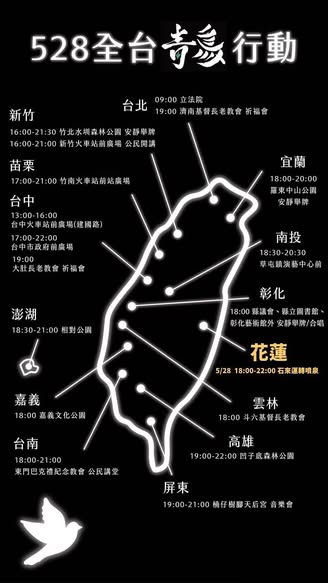 528全台青鳥行動
台北
09:00 立法院
19:00 濟南基督長老教會 祈福會
新竹
16:00-21:30 竹北水圳森林公園 安靜舉牌
16:00-21:00 新竹火車站前廣場 公民開講
苗栗
17:00-21:00 竹南火車站前站廣場
宜蘭
18:00-20:00
羅東中山公園
安靜舉牌
台中
13:00-16:00
台中火車站前廣場(建國路)
17:00-22:00
台中市政府前廣場
19:00
大肚長老教會 祈福會
南投
18:30-20:30
草屯鎮演藝中心前
彰化
18:00 縣議會、縣立圖書館、
彰化藝術館外 安靜舉牌/合唱
澎湖
18:30-21:00 相對公園
花蓮
5/28 18:00-22:00 石來運轉噴泉
嘉義
18:00 嘉義文化公園
雲林
18:00 斗六基督長老教會
台南
18:00-21:00
東門巴克禮紀念教會 公民講堂
高雄
19:00-22:00 凹子底森林公園
屏東
19:00-21:00 楠仔樹腳天后宮 音樂會